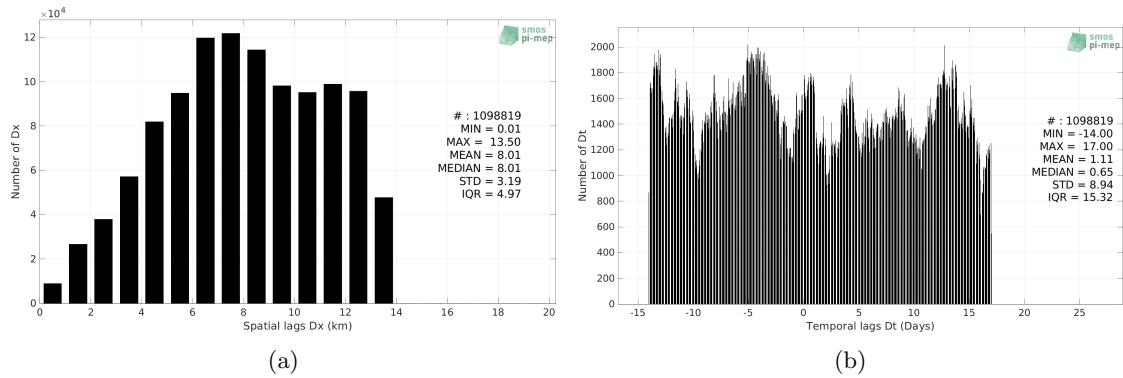 ×10⁴
12
10
8
6
4
2
0
Number of Dx
0 2 4 6 8 10 12 14 16 18 20
Spatial lags Dx (km)
smos
pi-mep
# : 1098819
MIN = 0.01
MAX = 13.50
MEAN = 8.01
MEDIAN = 8.01
STD = 3.19
IQR = 4.97
(a)
2000
1800
1600
1400
1200
1000
800
600
400
200
0
Number of Dt
-15 -10 -5 0 5 10 15 20 25
Temporal lags Dt (Days)
smos
pi-mep
# : 1098819
MIN = -14.00
MAX = 17.00
MEAN = 1.11
MEDIAN = 0.65
STD = 8.94
IQR = 15.32
(b)